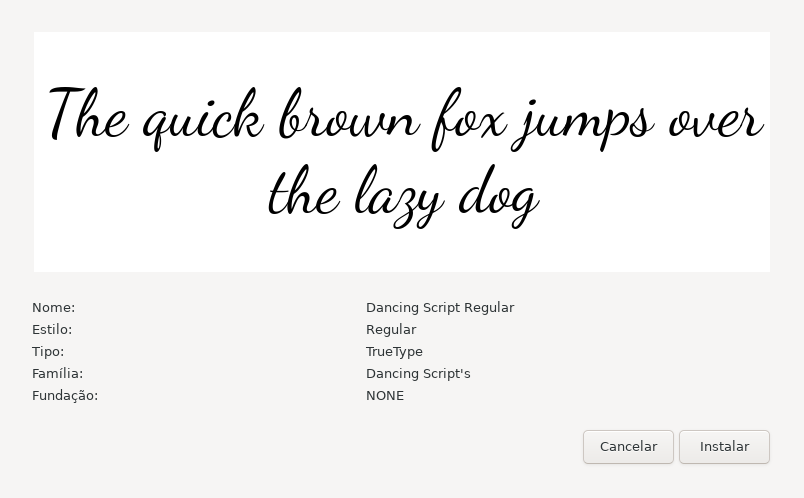 The quick brown fox jumps over
the lazy dog
Nome: Dancing Script Regular
Estilo: Regular
Tipo: TrueType
Família: Dancing Script's
Fundação: NONE
Cancelar Instalar